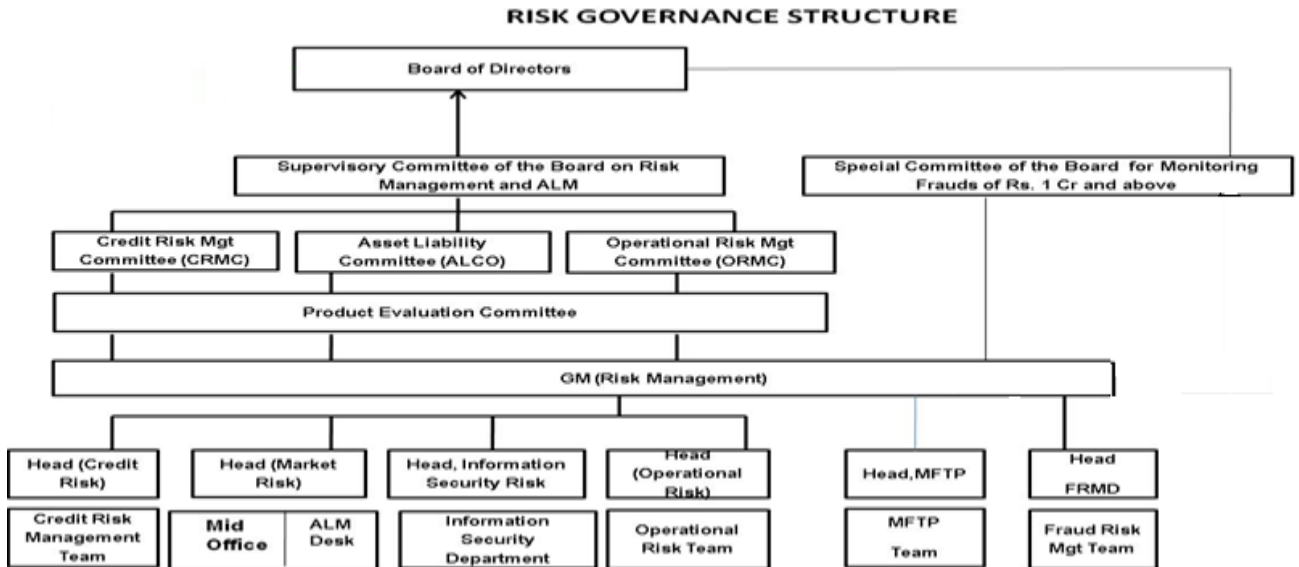 RISK GOVERNANCE STRUCTURE
Board of Directors
Supervisory Committee of the Board on Risk
Management and ALM
Special Committee of the Board for Monitoring
Frauds of Rs. 1 Cr and above
Credit Risk Mgt
Committee (CRMC)
Asset Liability
Committee (ALCO)
Operational Risk Mgt
Committee (ORMC)
Product Evaluation Committee
GM (Risk Management)
Head (Credit
Risk)
Head (Market
Risk)
Head, Information
Security Risk
Head
(Operational
Risk)
Head,MFTP
Head
FRMD
Credit Risk
Management
Team
Mid
Office
ALM
Desk
Information
Security
Department
Operational
Risk Team
MFTP
Team
Fraud Risk
Mgt Team